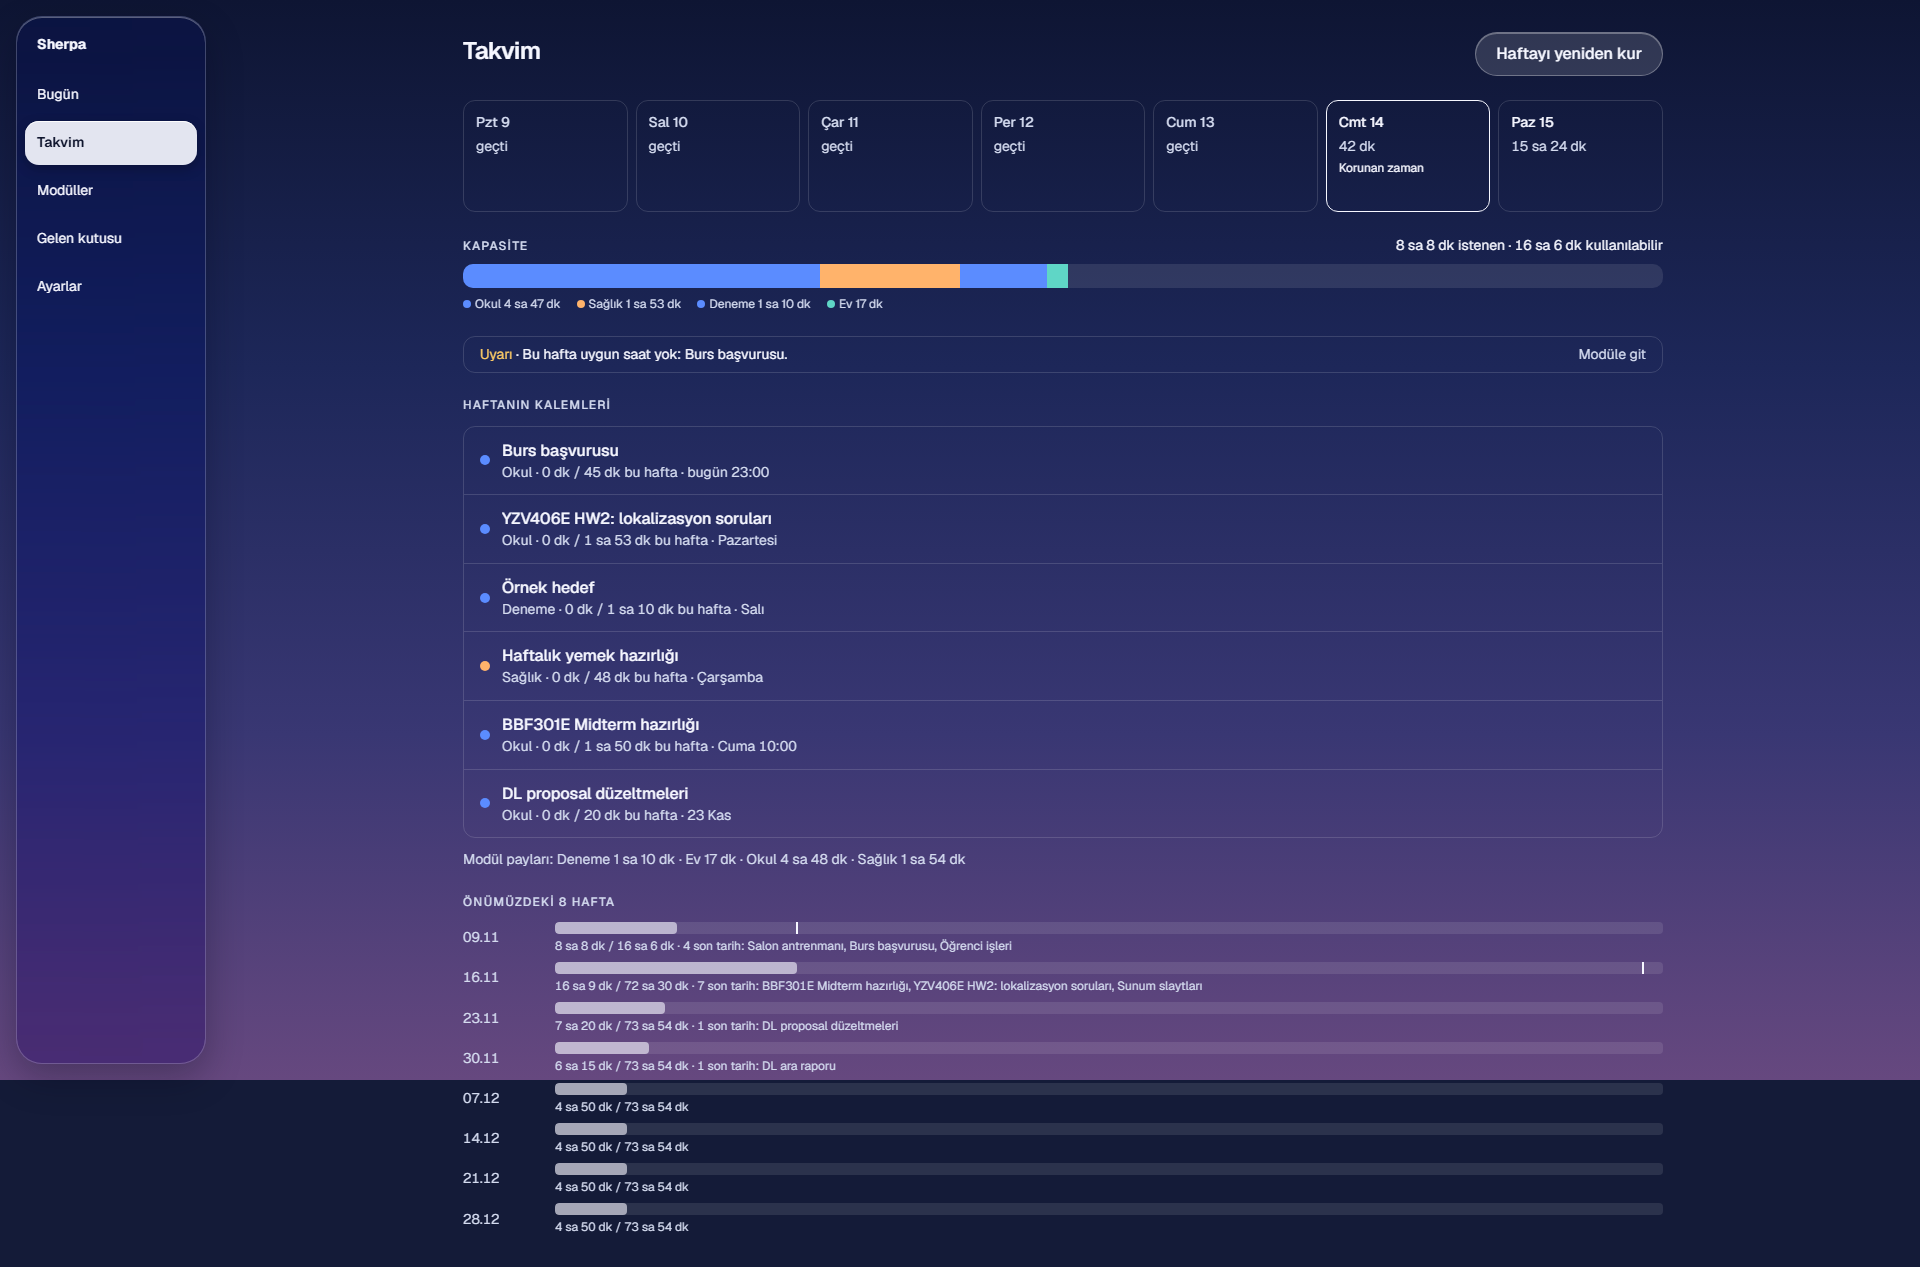 Sherpa
Bugün
Takvim
Modüller
Gelen kutusu
Ayarlar
Takvim
Haftayı yeniden kur
Pzt 9
geçti
Sal 10
geçti
Çar 11
geçti
Per 12
geçti
Cum 13
geçti
Cmt 14
42 dk
Korunan zaman
Paz 15
15 sa 24 dk
KAPASİTE
8 sa 8 dk istenen · 16 sa 6 dk kullanılabilir
Okul 4 sa 47 dk
Sağlık 1 sa 53 dk
Deneme 1 sa 10 dk
Ev 17 dk
Uyarı · Bu hafta uygun saat yok: Burs başvurusu.
Modüle git
HAFTANIN KALEMLERİ
Burs başvurusu
Okul · 0 dk / 45 dk bu hafta · bugün 23:00
YZV406E HW2: lokalizasyon soruları
Okul · 0 dk / 1 sa 53 dk bu hafta · Pazartesi
Örnek hedef
Deneme · 0 dk / 1 sa 10 dk bu hafta · Salı
Haftalık yemek hazırlığı
Sağlık · 0 dk / 48 dk bu hafta · Çarşamba
BBF301E Midterm hazırlığı
Okul · 0 dk / 1 sa 50 dk bu hafta · Cuma 10:00
DL proposal düzeltmeleri
Okul · 0 dk / 20 dk bu hafta · 23 Kas
Modül payları: Deneme 1 sa 10 dk · Ev 17 dk · Okul 4 sa 48 dk · Sağlık 1 sa 54 dk
ÖNÜMÜZDEKİ 8 HAFTA
09.11
8 sa 8 dk / 16 sa 6 dk · 4 son tarih: Salon antrenmanı, Burs başvurusu, Öğrenci işleri
16.11
16 sa 9 dk / 72 sa 30 dk · 7 son tarih: BBF301E Midterm hazırlığı, YZV406E HW2: lokalizasyon soruları, Sunum slaytları
23.11
7 sa 20 dk / 73 sa 54 dk · 1 son tarih: DL proposal düzeltmeleri
30.11
6 sa 15 dk / 73 sa 54 dk · 1 son tarih: DL ara raporu
07.12
4 sa 50 dk / 73 sa 54 dk
14.12
4 sa 50 dk / 73 sa 54 dk
21.12
4 sa 50 dk / 73 sa 54 dk
28.12
4 sa 50 dk / 73 sa 54 dk